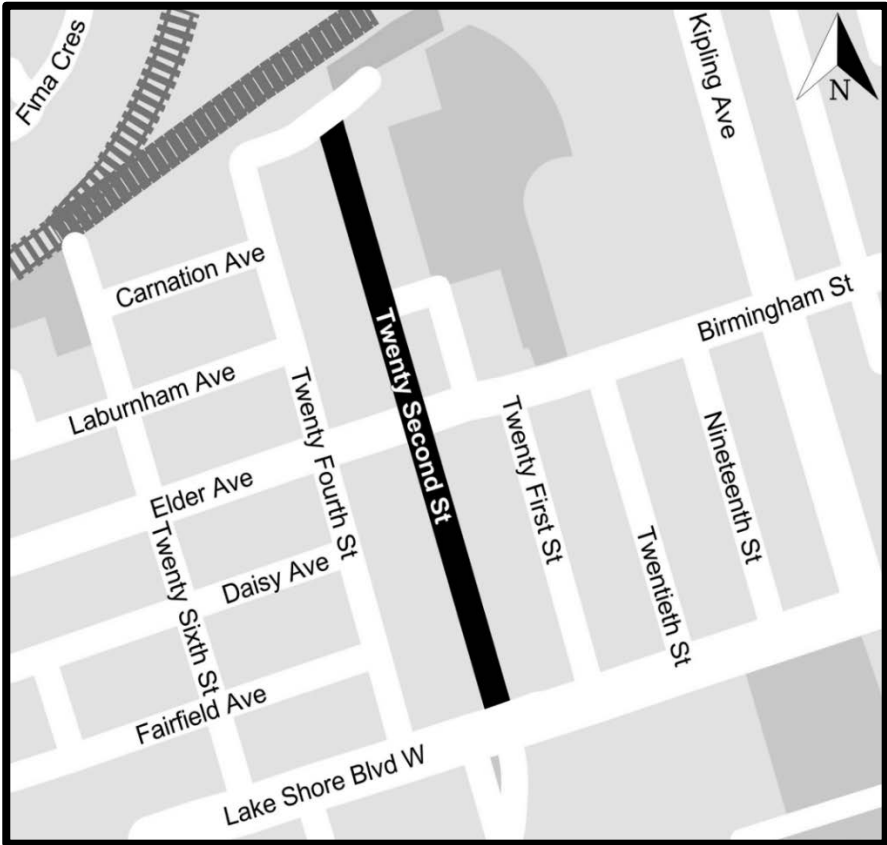 Fima Cres
Kipling Ave
N
Carnation Ave
Birmingham St
Laburnham Ave
Twenty Second St
Twenty Fourth St
Twenty First St
Nineteenth St
Elder Ave
Twenty Sixth St
Daisy Ave
Twentieth St
Fairfield Ave
Lake Shore Blvd W